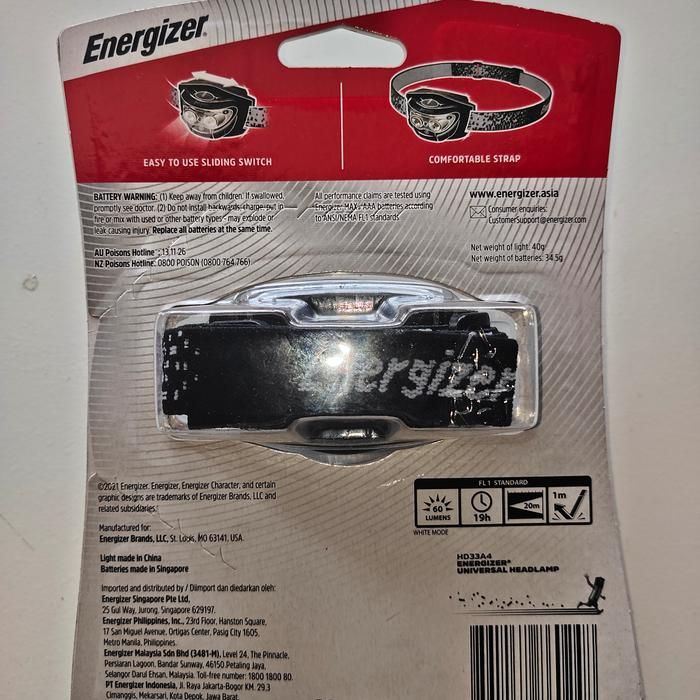 Energizer®
EASY TO USE SLIDING SWITCH
COMFORTABLE STRAP
BATTERY WARNING: (1) Keep away from children. If swallowed,
promptly see doctor. (2) Do not install backwards, charge, put in
fire or mix with used or other battery types - may explode or
leak causing injury. Replace all batteries at the same time.
AU Poisons Hotline : 13 11 26
NZ Poisons Hotline: 0800 POISON (0800 764 766)
All performance claims are tested using
Energizer MAX® AAA batteries according
to ANSI/NEMA FL1 standards
www.energizer.asia
Consumer enquiries:
CustomerSupport@energizer.com
Net weight of light: 40g
Net weight of batteries: 34.5g
Energizer
©2021 Energizer. Energizer, Energizer Character, and certain
graphic designs are trademarks of Energizer Brands, LLC and
related subsidiaries.
Manufactured for:
Energizer Brands, LLC, St. Louis, MO 63141, USA.
Light made in China
Batteries made in Singapore
Imported and distributed by / Diimport dan diedarkan oleh:
Energizer Singapore Pte Ltd,
25 Gul Way, Jurong, Singapore 629197.
Energizer Philippines, Inc., 23rd Floor, Hanston Square,
17 San Miguel Avenue, Ortigas Center, Pasig City 1605,
Metro Manila, Philippines.
Energizer Malaysia Sdn Bhd (3481-M), Level 24, The Pinnacle,
Persiaran Lagoon, Bandar Sunway, 46150 Petaling Jaya,
Selangor Darul Ehsan, Malaysia. Toll-free number: 1800 1800 80.
PT Energizer Indonesia, Jl. Raya Jakarta-Bogor KM. 29.3
Cimanggis, Mekarsari, Kota Depok, Jawa Barat.
FL1 STANDARD
60 LUMENS
19h
20m
1m
WHITE MODE
HD33A4
ENERGIZER®
UNIVERSAL HEADLAMP